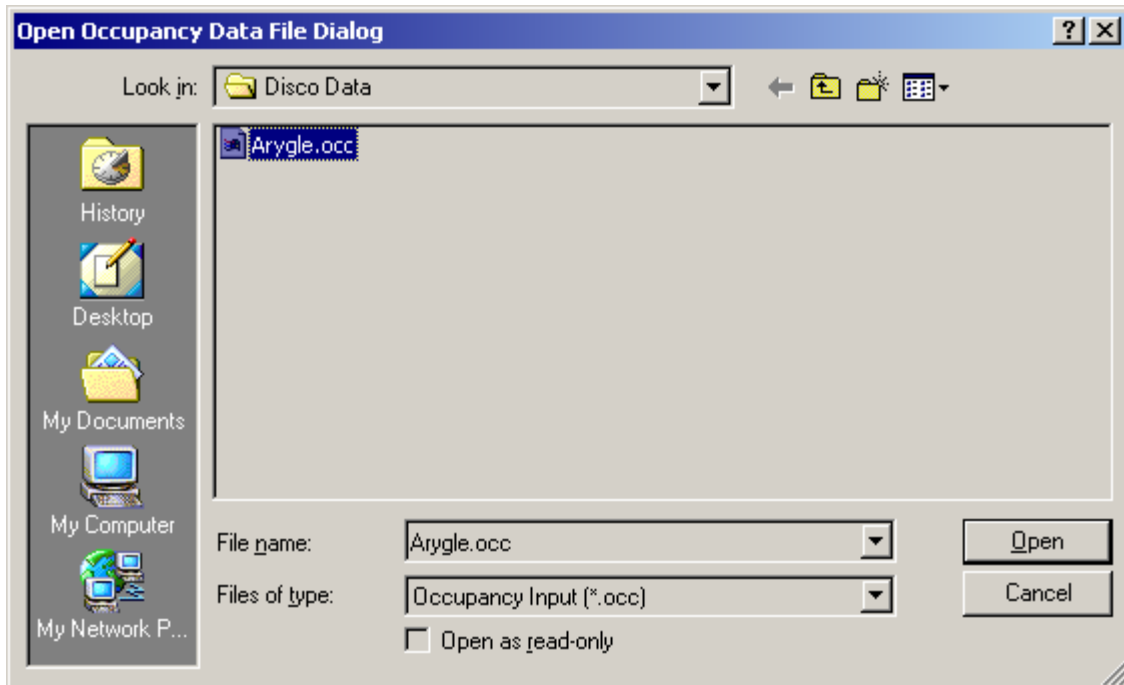 Open Occupancy Data File Dialog
Look in: Disco Data
Arygle.occ
History
Desktop
My Documents
My Computer
My Network P...
File name: Arygle.occ Open
Files of type: Occupancy Input (*.occ) Cancel
Open as read-only